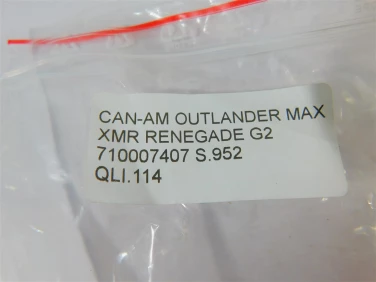 CAN-AM OUTLANDER MAX
XMR RENEGADE G2
710007407 S.952
QLI.114